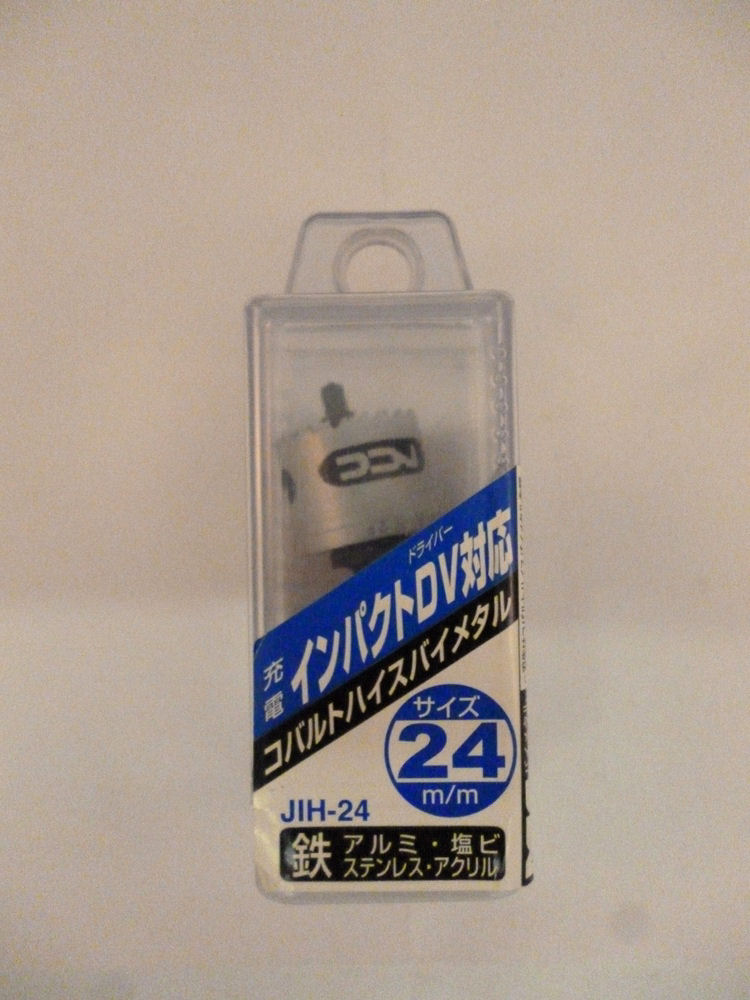 ドライバー
充電
インパクトDV対応
コバルトハイスバイメタル
サイズ
24
m/m
JIH-24
鉄
アルミ・塩ビ
ステンレス・アクリル